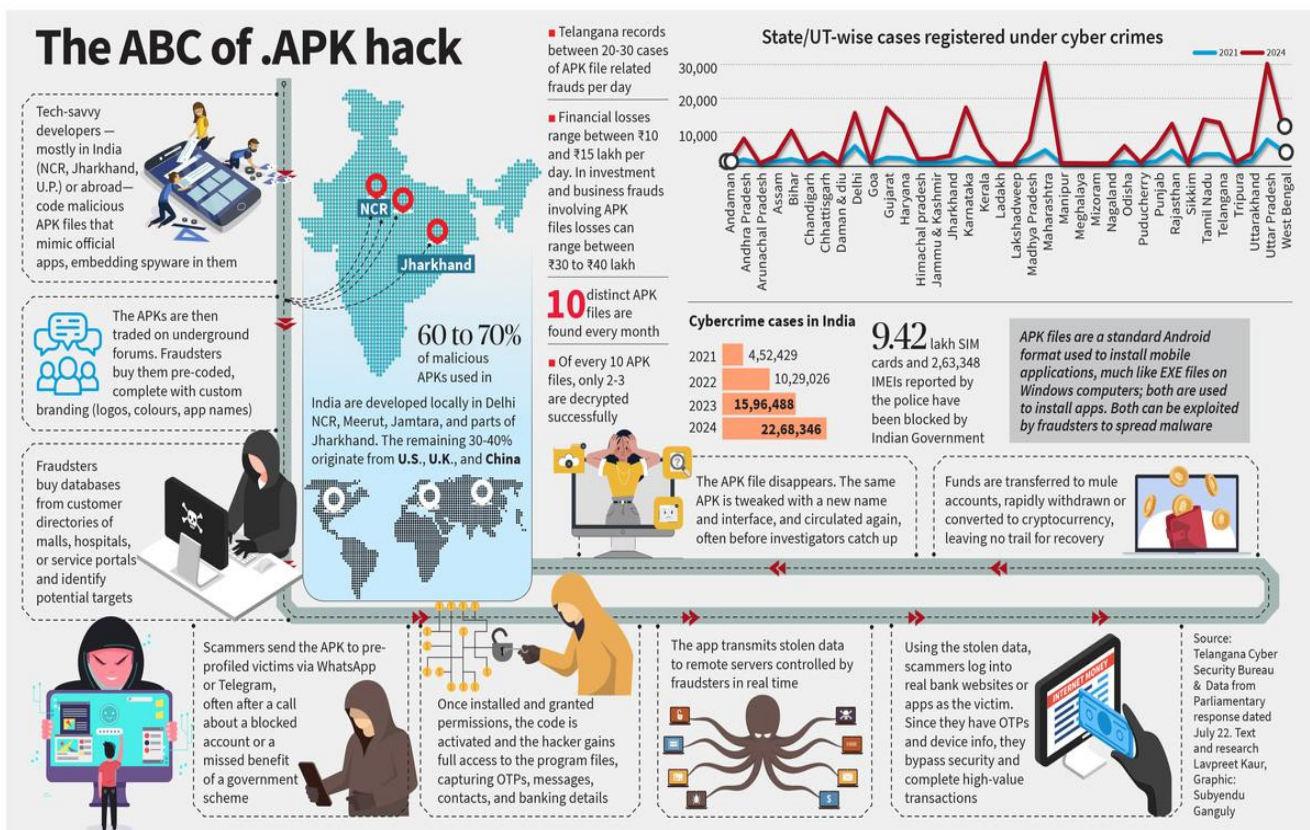 The ABC of .APK hack
Tech-savvy
developers —
mostly in India
(NCR, Jharkhand,
U.P.) or abroad—
code malicious
APK files that
mimic official
apps, embedding spyware in them
The APKs are then
traded on underground
forums. Fraudsters
buy them pre-coded,
complete with custom
branding (logos, colours, app names)
Fraudsters
buy databases
from customer
directories of
malls, hospitals,
or service portals
and identify
potential targets
NCR
Jharkhand
60 to 70%
of malicious
APKs used in
India are developed locally in Delhi
NCR, Meerut, Jamtara, and parts of
Jharkhand. The remaining 30-40%
originate from U.S., U.K., and China
■ Telangana records
between 20-30 cases
of APK file related
frauds per day
■ Financial losses
range between ₹10
and ₹15 lakh per
day. In investment
and business frauds
involving APK
files losses can
range between
₹30 to ₹40 lakh
10 distinct APK
files are
found every month
■ Of every 10 APK
files, only 2-3
are decrypted
successfully
State/UT-wise cases registered under cyber crimes
2021
2024
30,000
20,000
10,000
Andaman
Andhra Pradesh
Arunachal Pradesh
Assam
Bihar
Chandigarh
Chhattisgarh
Daman & diu
Delhi
Goa
Gujarat
Haryana
Himachal pradesh
Jammu & Kashmir
Jharkhand
Karnataka
Kerala
Ladakh
Lakshadweep
Madhya Pradesh
Maharashtra
Manipur
Meghalaya
Mizoram
Nagaland
Odisha
Puducherry
Punjab
Rajasthan
Sikkim
Tamil Nadu
Telangana
Tripura
Uttarakhand
Uttar Pradesh
West Bengal
Cybercrime cases in India
2021 4,52,429
2022 10,29,026
2023 15,96,488
2024 22,68,346
9.42 lakh SIM
cards and 2,63,348
IMEIs reported by
the police have
been blocked by
Indian Government
APK files are a standard Android
format used to install mobile
applications, much like EXE files on
Windows computers; both are used
to install apps. Both can be exploited
by fraudsters to spread malware
The APK file disappears. The same
APK is tweaked with a new name
and interface, and circulated again,
often before investigators catch up
Funds are transferred to mule
accounts, rapidly withdrawn or
converted to cryptocurrency,
leaving no trail for recovery
Scammers send the APK to pre-
profiled victims via WhatsApp
or Telegram,
often after a call
about a blocked
account or a
missed benefit
of a government
scheme
Once installed and granted
permissions, the code is
activated and the hacker gains
full access to the program files,
capturing OTPs, messages,
contacts, and banking details
The app transmits stolen data
to remote servers controlled by
fraudsters in real time
Using the stolen data,
scammers log into
real bank websites or
apps as the victim.
Since they have OTPs
and device info, they
bypass security and
complete high-value
transactions
INTERNET MONEY
Source:
Telangana Cyber
Security Bureau
& Data from
Parliamentary
response dated
July 22. Text
and research
Lavpreet Kaur,
Graphic:
Subyendu
Ganguly